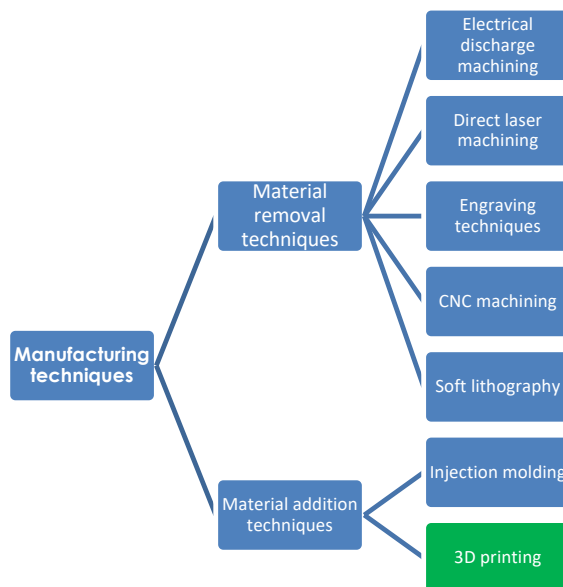 Electrical
discharge
machining
Direct laser
machining
Material
removal
techniques
Engraving
techniques
CNC machining
Manufacturing
techniques
Soft lithography
Injection molding
Material addition
techniques
3D printing